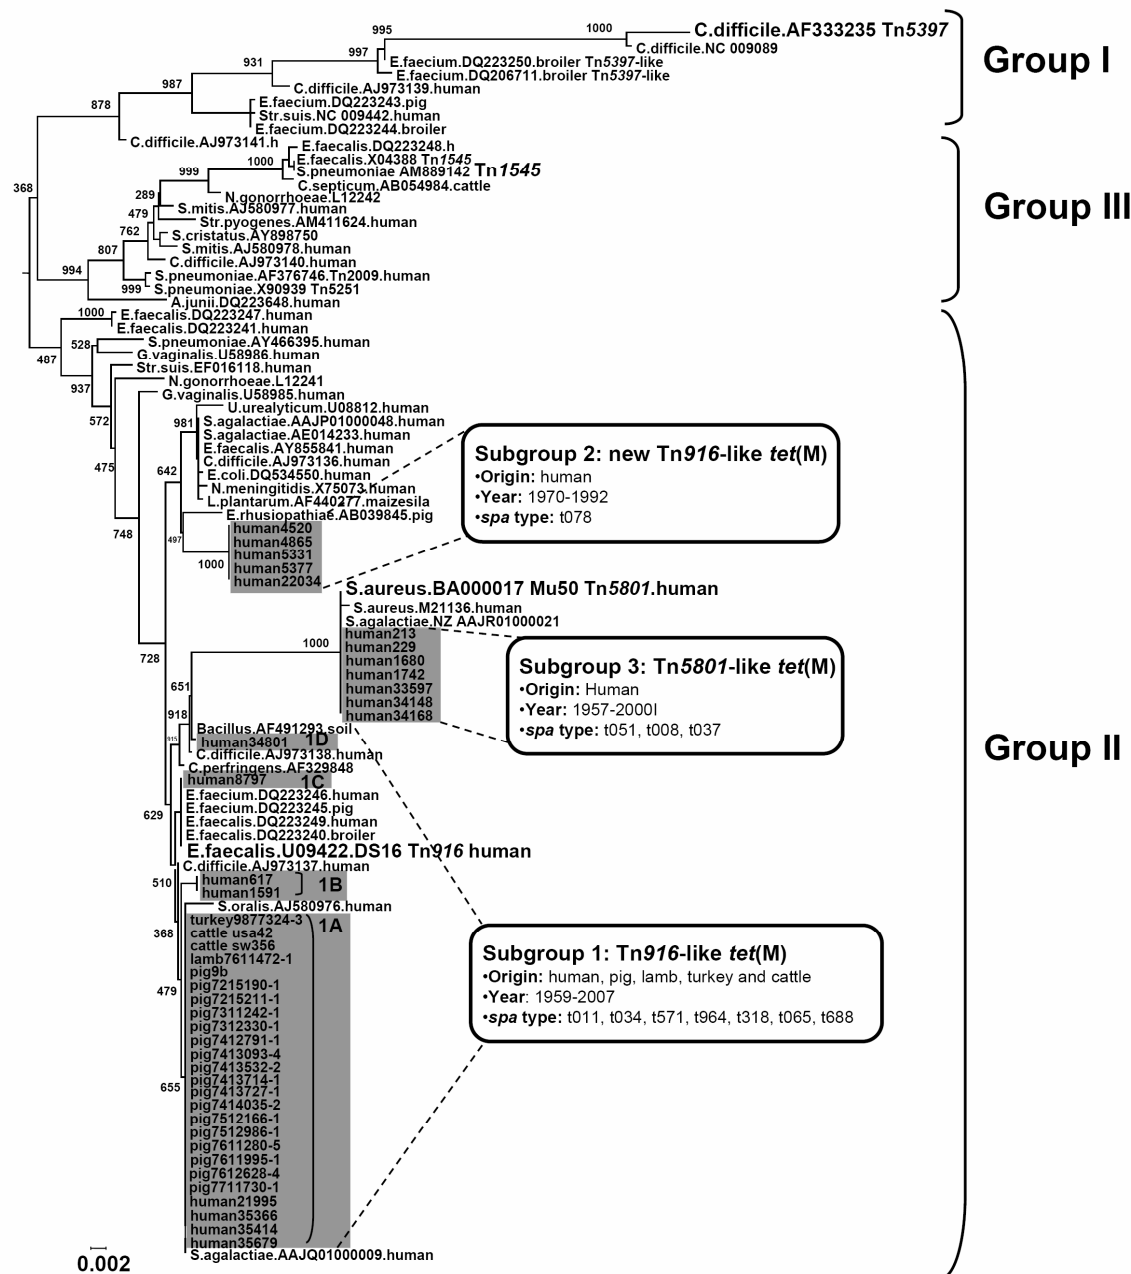 995
1000
C.difficile.AF333235 Tn5397
C.difficile.NC 009089
997
E.faecium.DQ223250.broiler Tn5397-like
931
E.faecium.DQ206711.broiler Tn5397-like
C.difficile.AJ973139.human
987
E.faecium.DQ223243.pig
878
Str.suis.NC 009442.human
E.faecium.DQ223244.broiler
C.difficile.AJ973141.h
Group I
E.faecalis.DQ223248.h
1000
E.faecalis.X04388 Tn1545
S.pneumoniae AM889142 Tn1545
999
C.septicum.AB054984.cattle
368
289
N.gonorrhoeae.L12242
S.mitis.AJ580977.human
479
Str.pyogenes.AM411624.human
762
S.cristatus.AY898750
S.mitis.AJ580978.human
807
C.difficile.AJ973140.human
994
S.pneumoniae.AF376746.Tn2009.human
999
S.pneumoniae.X90939 Tn5251
A.junii.DQ223648.human
Group III
1000
E.faecalis.DQ223247.human
E.faecalis.DQ223241.human
528
S.pneumoniae.AY466395.human
487
G.vaginalis.U58986.human
Str.suis.EF016118.human
937
N.gonorrhoeae.L12241
G.vaginalis.U58985.human
572
U.urealyticum.U08812.human
981
S.agalactiae.AAJP01000048.human
S.agalactiae.AE014233.human
E.faecalis.AY855841.human
475
C.difficile.AJ973136.human
642
E.coli.DQ534550.human
N.meningitidis.X75073.human
L.plantarum.AF440277.maizesila
E.rhusiopathiae.AB039845.pig
748
497
human4520
human4865
human5331
1000
human5377
human22034
Subgroup 2: new Tn916-like tet(M)
•Origin: human
•Year: 1970-1992
•spa type: t078
S.aureus.BA000017 Mu50 Tn5801.human
S.aureus.M21136.human
S.agalactiae.NZ AAJR01000021
1000
human213
human229
728
human1680
human1742
human33597
human34148
human34168
Subgroup 3: Tn5801-like tet(M)
•Origin: Human
•Year: 1957-2000l
•spa type: t051, t008, t037
651
918
Bacillus.AF491293.soil
915
human34801 1D
C.difficile.AJ973138.human
C.perfringens.AF329848
human8797 1C
E.faecium.DQ223246.human
629
E.faecium.DQ223245.pig
E.faecalis.DQ223249.human
E.faecalis.DQ223240.broiler
E.faecalis.U09422.DS16 Tn916 human
C.difficile.AJ973137.human
510
human617
human1591
1B
S.oralis.AJ580976.human
Group II
turkey9877324-3
1A
368
cattle usa42
cattle sw356
lamb7611472-1
pig9b
479
pig7215190-1
pig7215211-1
pig7311242-1
pig7312330-1
pig7412791-1
pig7413093-4
pig7413532-2
pig7413714-1
655
pig7413727-1
pig7414035-2
pig7512166-1
pig7512986-1
pig7611280-5
pig7611995-1
pig7612628-4
pig7711730-1
human21995
human35366
human35414
human35679
S.agalactiae.AAJQ01000009.human
Subgroup 1: Tn916-like tet(M)
•Origin: human, pig, lamb, turkey and cattle
•Year: 1959-2007
•spa type: t011, t034, t571, t964, t318, t065, t688
0.002